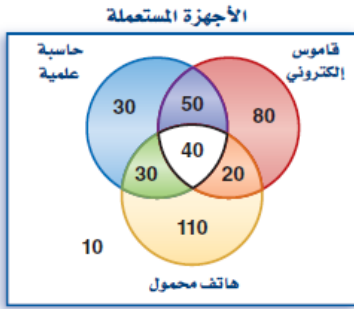 الأجهزة المستعملة
قاموس
إلكتروني
حاسبة
علمية
80
50
30
40
20
30
110
10
هاتف محمول